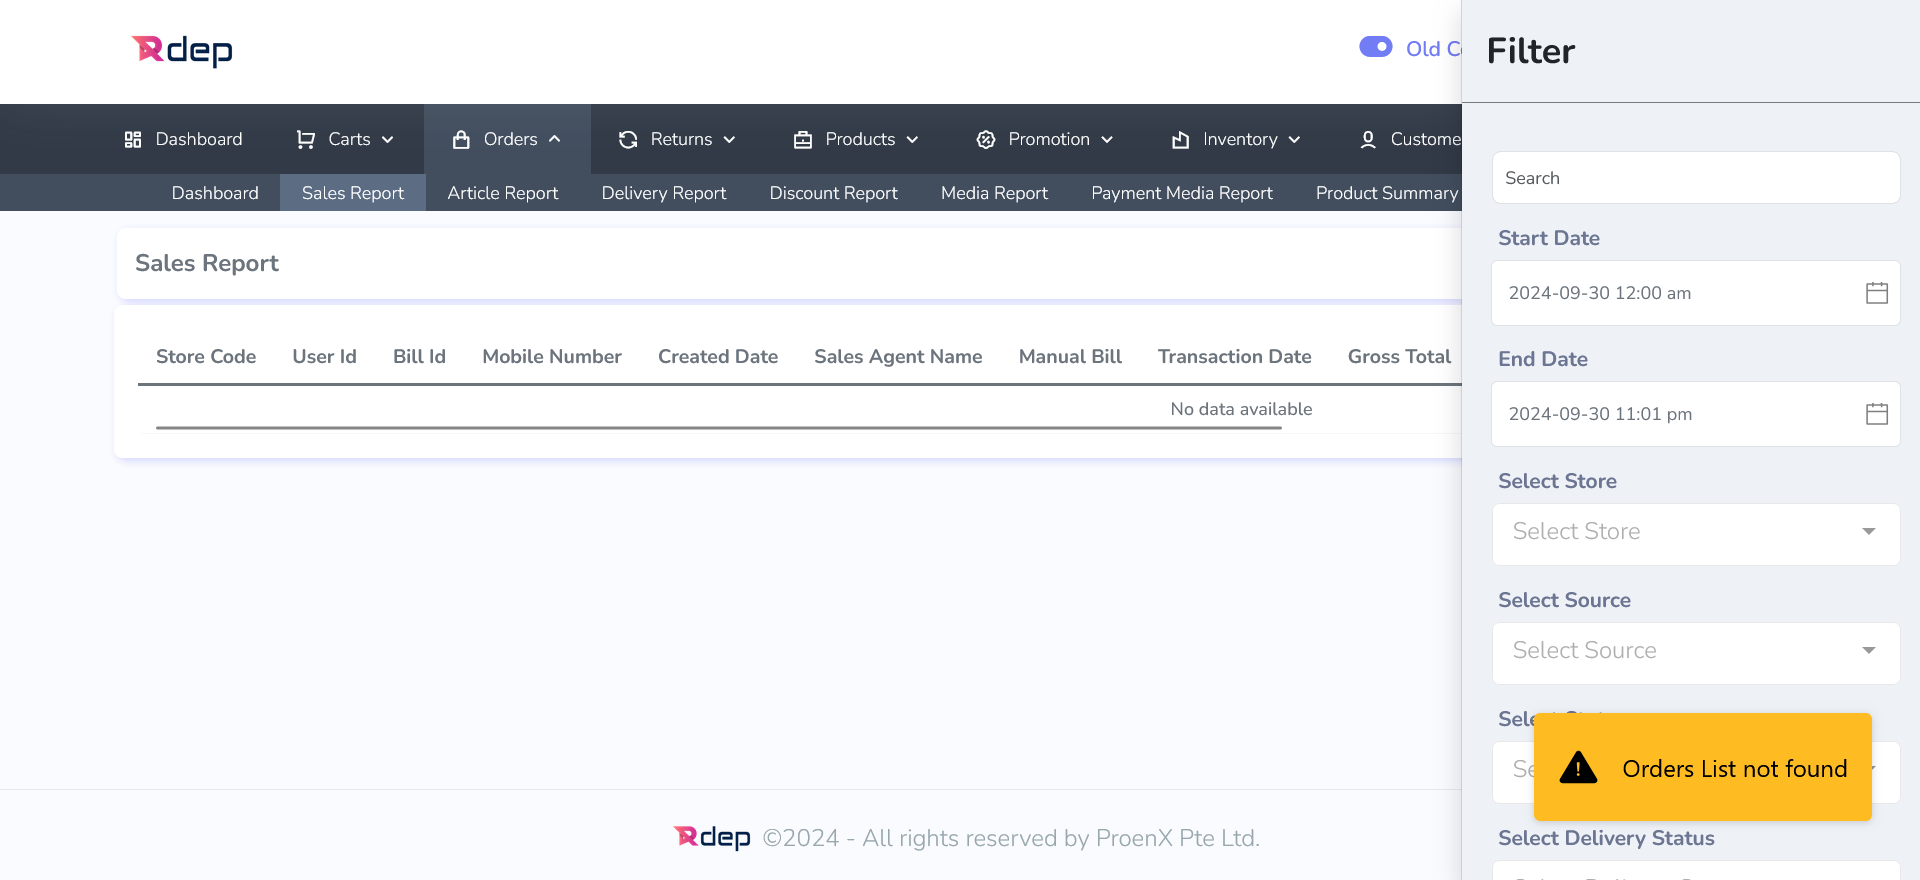 Rdep
Old C
Filter
Dashboard Carts Orders Returns Products Promotion Inventory Custome
Dashboard Sales Report Article Report Delivery Report Discount Report Media Report Payment Media Report Product Summary
Search
Sales Report
Start Date
2024-09-30 12:00 am
Store Code User Id Bill Id Mobile Number Created Date Sales Agent Name Manual Bill Transaction Date Gross Total
No data available
End Date
2024-09-30 11:01 pm
Select Store
Select Store
Select Source
Select Source
Sele
Se
Orders List not found
Select Delivery Status
Rdep ©2024 - All rights reserved by ProenX Pte Ltd.